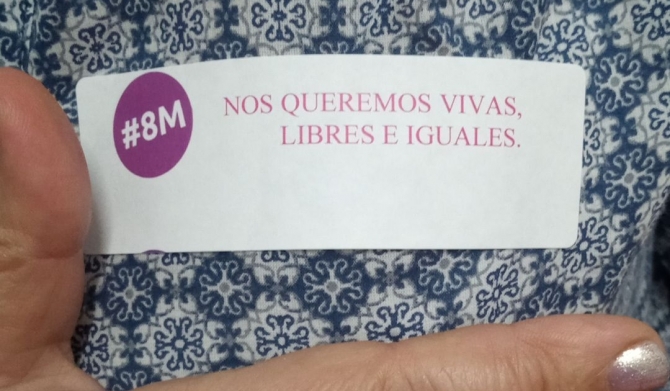 #8M
NOS QUEREMOS VIVAS,
LIBRES E IGUALES.